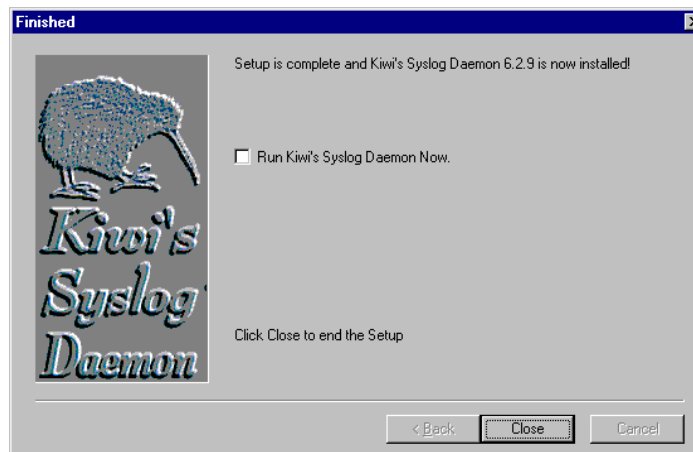 Finished
Setup is complete and Kiwi's Syslog Daemon 6.2.9 is now installed!
Run Kiwi's Syslog Daemon Now.
Kiwi's
Syslog
Daemon
Click Close to end the Setup
< Back
Close
Cancel